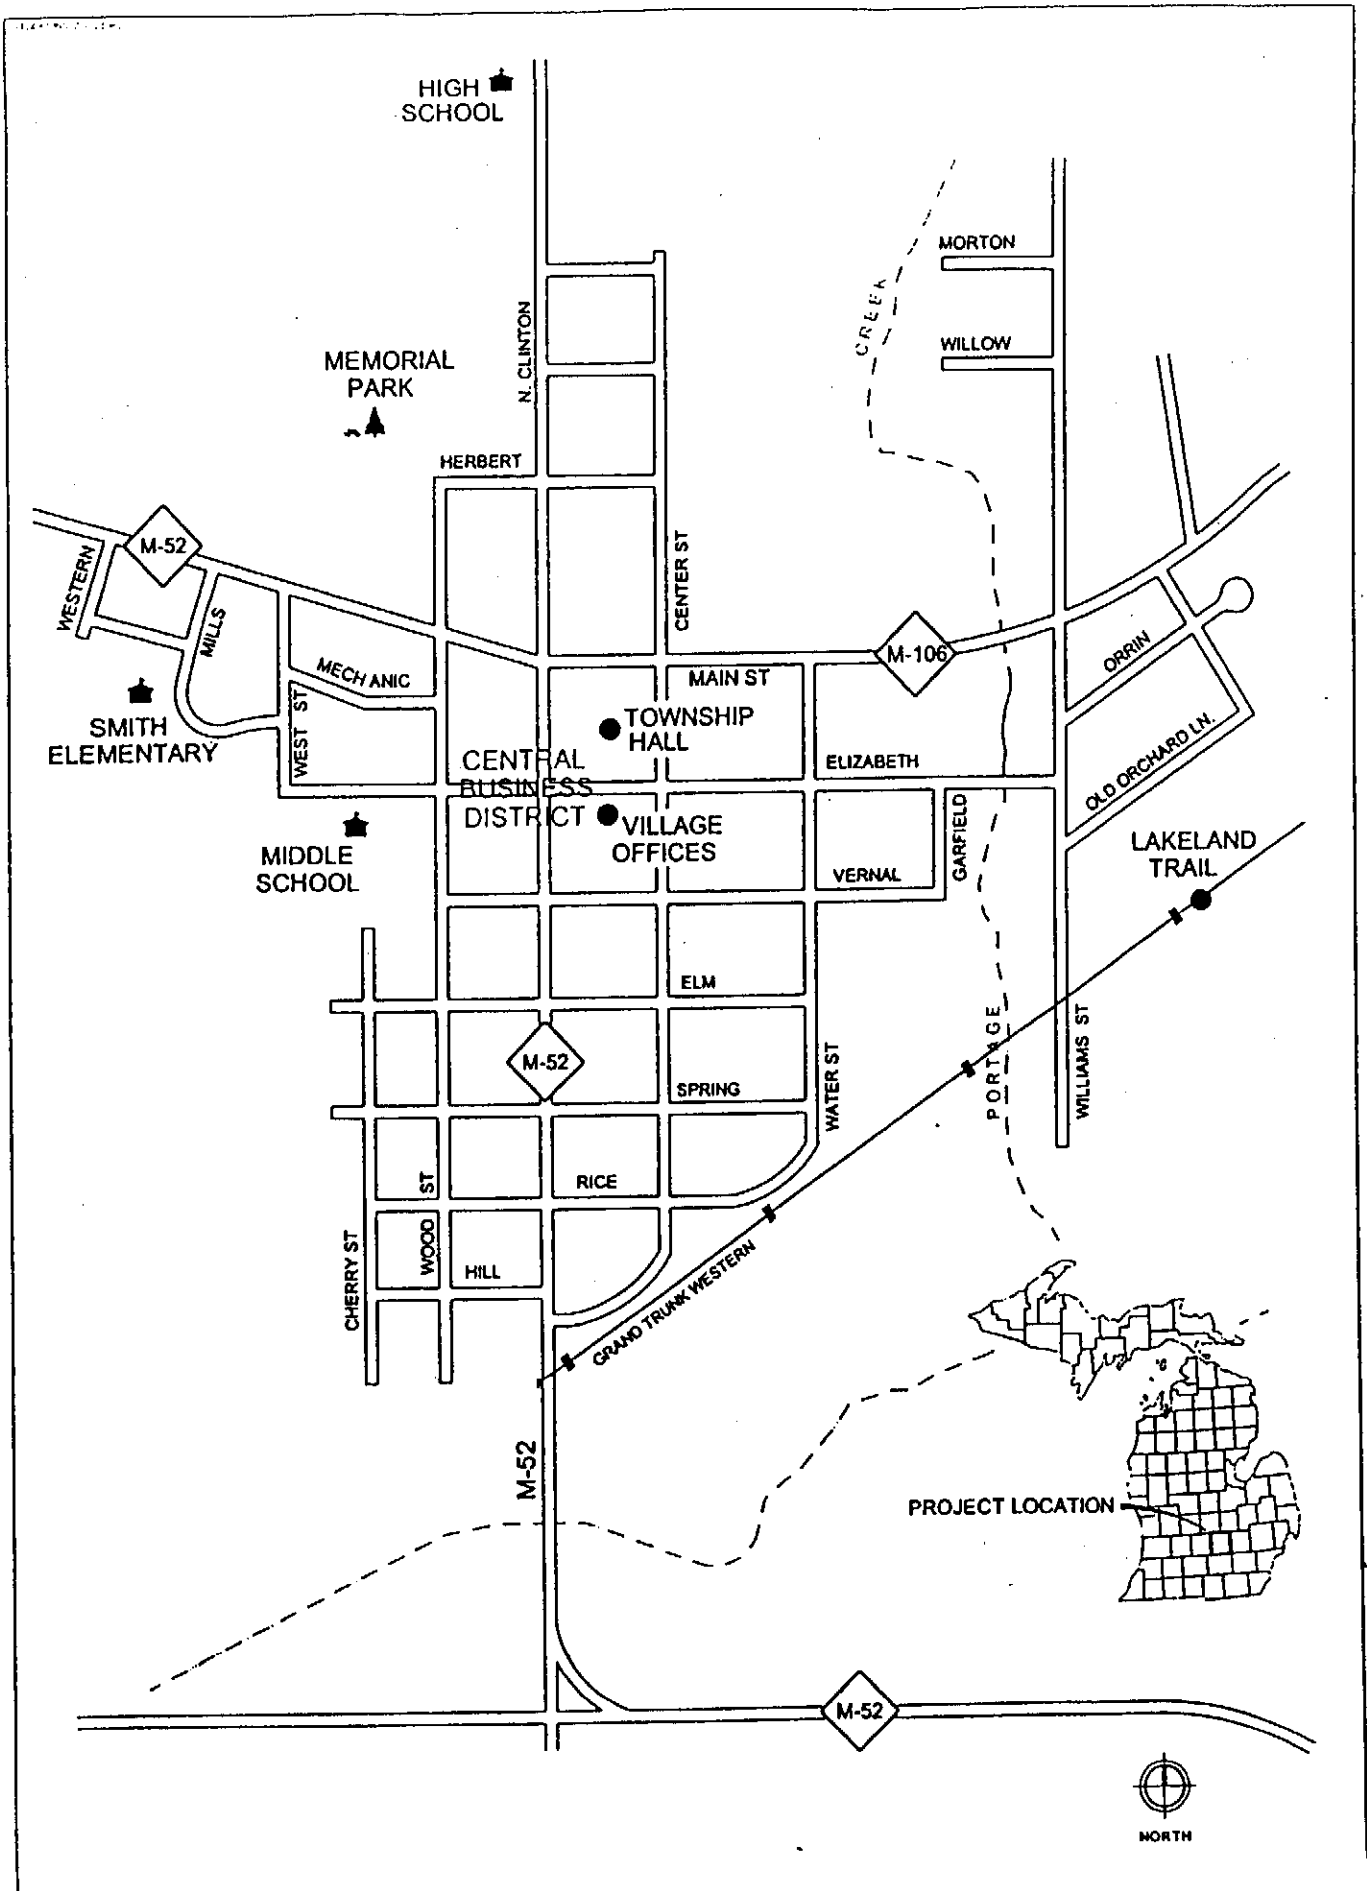 HIGH
SCHOOL
MORTON
CREEK
WILLOW
N. CLINTON
MEMORIAL
PARK
HERBERT
M-52
WESTERN
MILLS
CENTER ST
MECHANIC
M-106
ORRIN
MAIN ST
SMITH
ELEMENTARY
WEST ST
TOWNSHIP
HALL
CENTRAL
BUSINESS
DISTRICT
ELIZABETH
OLD ORCHARD LN.
VILLAGE
OFFICES
GARFIELD
MIDDLE
SCHOOL
LAKELAND
TRAIL
VERNAL
ELM
M-52
SPRING
WATER ST
PORTAGE
WILLIAMS ST
RICE
CHERRY ST
WOOD ST
HILL
GRAND TRUNK WESTERN
M-52
PROJECT LOCATION
M-52
NORTH